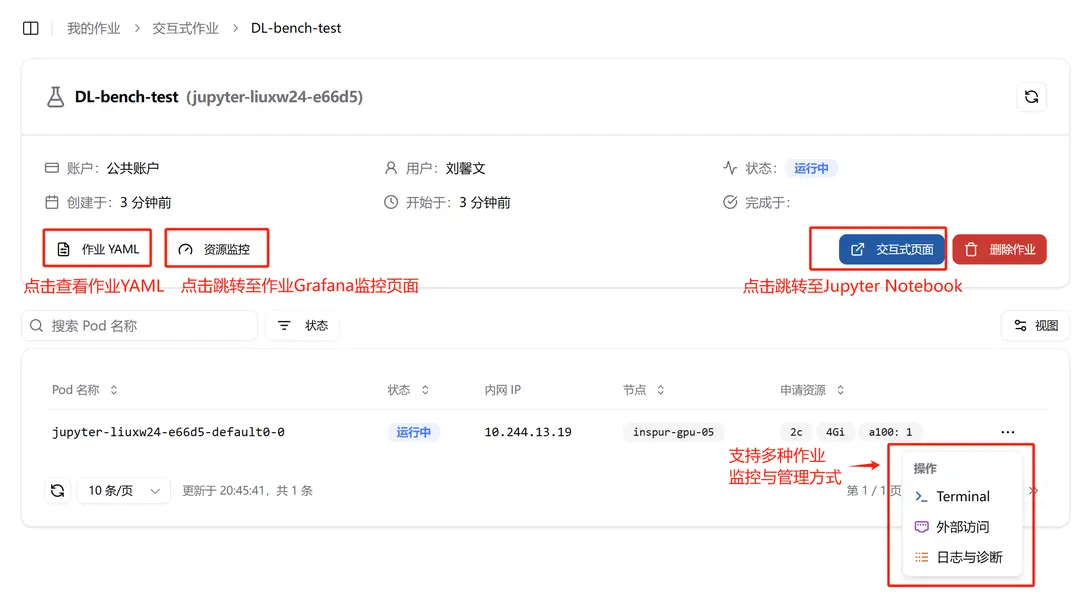 我的作业 > 交互式作业 > DL-bench-test
DL-bench-test (jupyter-liuxw24-e66d5)
账户: 公共账户
用户: 刘馨文
状态: 运行中
创建于: 3 分钟前
开始于: 3 分钟前
完成于:
作业 YAML
资源监控
交互式页面
删除作业
点击查看作业YAML
点击跳转至作业Grafana监控页面
点击跳转至Jupyter Notebook
搜索 Pod 名称
状态
视图
Pod 名称 状态 内网 IP 节点 申请资源
jupyter-liuxw24-e66d5-default0-0 运行中 10.244.13.19 inspur-gpu-05 2c 4Gi a100: 1 ···
支持多种作业
监控与管理方式
10 条/页
更新于 20:45:41, 共 1 条
第 1 / 1 页
操作
Terminal
外部访问
日志与诊断